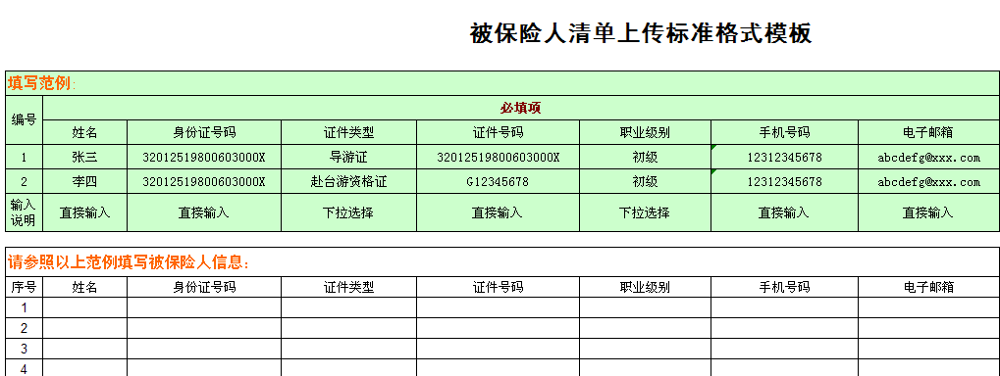 被保险人清单上传标准格式模板
填写范例:
编号 必填项
姓名 身份证号码 证件类型 证件号码 职业级别 手机号码 电子邮箱
1 张三 32012519800603000X 导游证 32012519800603000X 初级 12312345678 abcdefg@xxx.com
2 李四 32012519800603000X 赴台游资格证 G12345678 初级 12312345678 abcdefg@xxx.com
输入说明 直接输入 直接输入 下拉选择 直接输入 下拉选择 直接输入 直接输入
请参照以上范例填写被保险人信息:
序号 姓名 身份证号码 证件类型 证件号码 职业级别 手机号码 电子邮箱
1
2
3
4